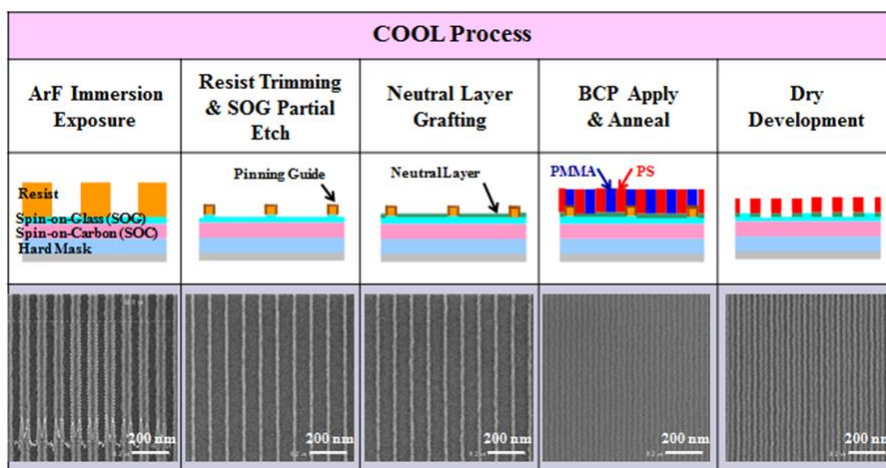 COOL Process
ArF Immersion
Exposure
Resist Trimming
& SOG Partial
Etch
Neutral Layer
Grafting
BCP Apply
& Anneal
Dry
Development
Resist
Spin-on-Glass (SOG)
Spin-on-Carbon (SOC)
Hard Mask
Pinning Guide
Neutral Layer
PMMA
PS
200 nm
200 nm
200 nm
200 nm
200 nm